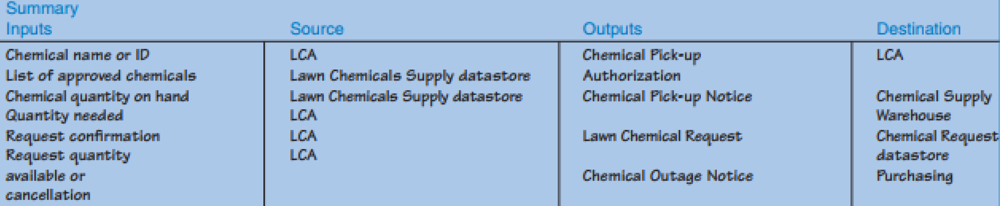 Summary
Inputs Source Outputs Destination
Chemical name or ID LCA Chemical Pick-up LCA
List of approved chemicals Lawn Chemicals Supply datastore Authorization
Chemical quantity on hand Lawn Chemicals Supply datastore Chemical Pick-up Notice Chemical Supply
Quantity needed LCA Warehouse
Request confirmation LCA Lawn Chemical Request Chemical Request
Request quantity LCA datastore
available or Chemical Outage Notice Purchasing
cancellation